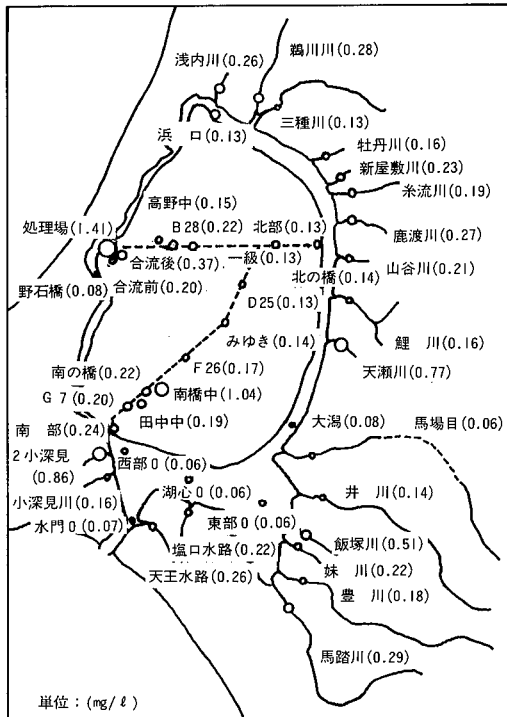 鵜川川(0.28)
浅内川(0.26)
三種川(0.13)
浜　口(0.13)
牡丹川(0.16)
新屋敷川(0.23)
糸流川(0.19)
高野中(0.15)
処理場(1.41)
B28(0.22)
北部(0.13)
鹿渡川(0.27)
合流後(0.37)
一級(0.13)
山谷川(0.21)
野石橋(0.08)
合流前(0.20)
北の橋(0.14)
D25(0.13)
みゆき(0.14)
鯉　川(0.16)
F26(0.17)
天瀬川(0.77)
南の橋(0.22)
南橋中(1.04)
G7(0.20)
田中中(0.19)
大潟(0.08)
馬場目(0.06)
南　部(0.24)
2小深見(0.86)
西部0(0.06)
湖心0(0.06)
井　川(0.14)
小深見川(0.16)
東部0(0.06)
水門0(0.07)
塩口水路(0.22)
飯塚川(0.51)
妹　川(0.22)
天王水路(0.26)
豊　川(0.18)
馬踏川(0.29)
単位：(mg/ℓ)